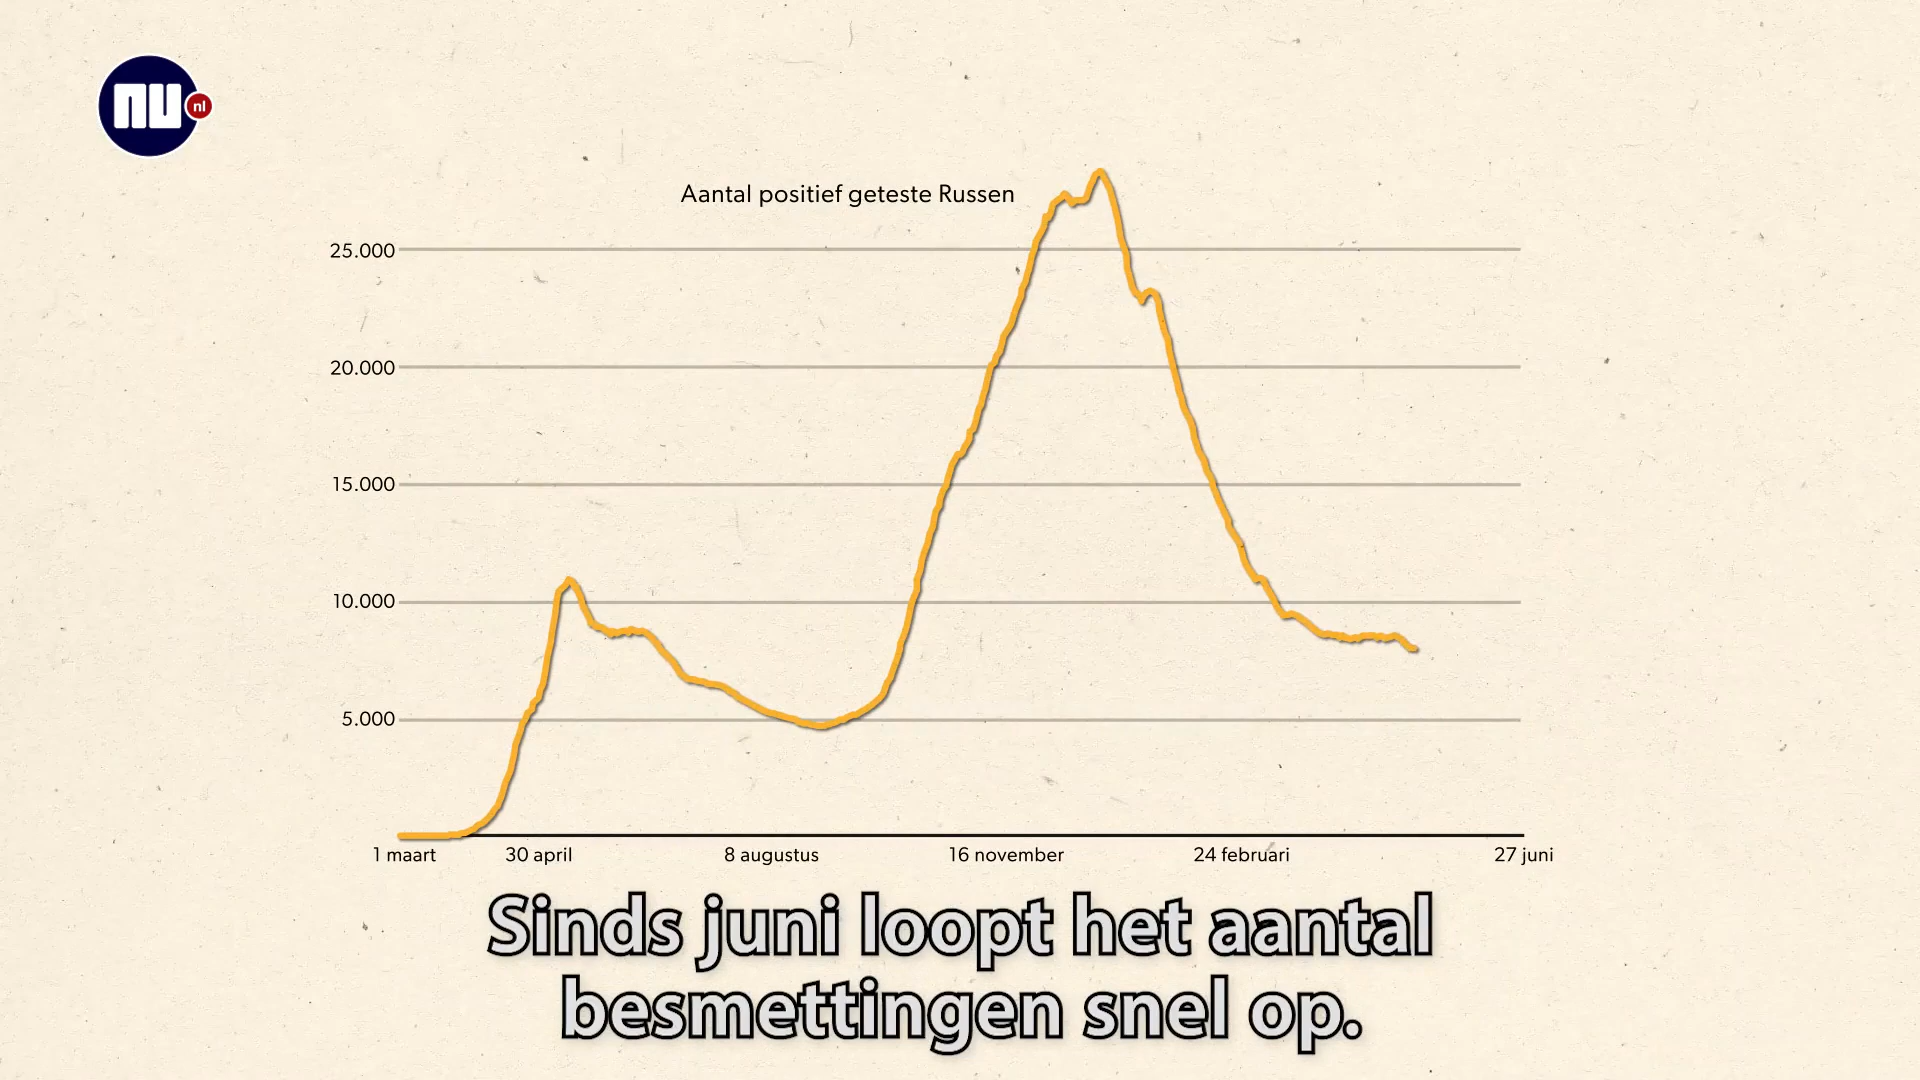 nu
nl
Aantal positief geteste Russen
25.000
20.000
15.000
10.000
5.000
1 maart 30 april 8 augustus 16 november 24 februari 27 juni
Sinds juni loopt het aantal
besmettingen snel op.